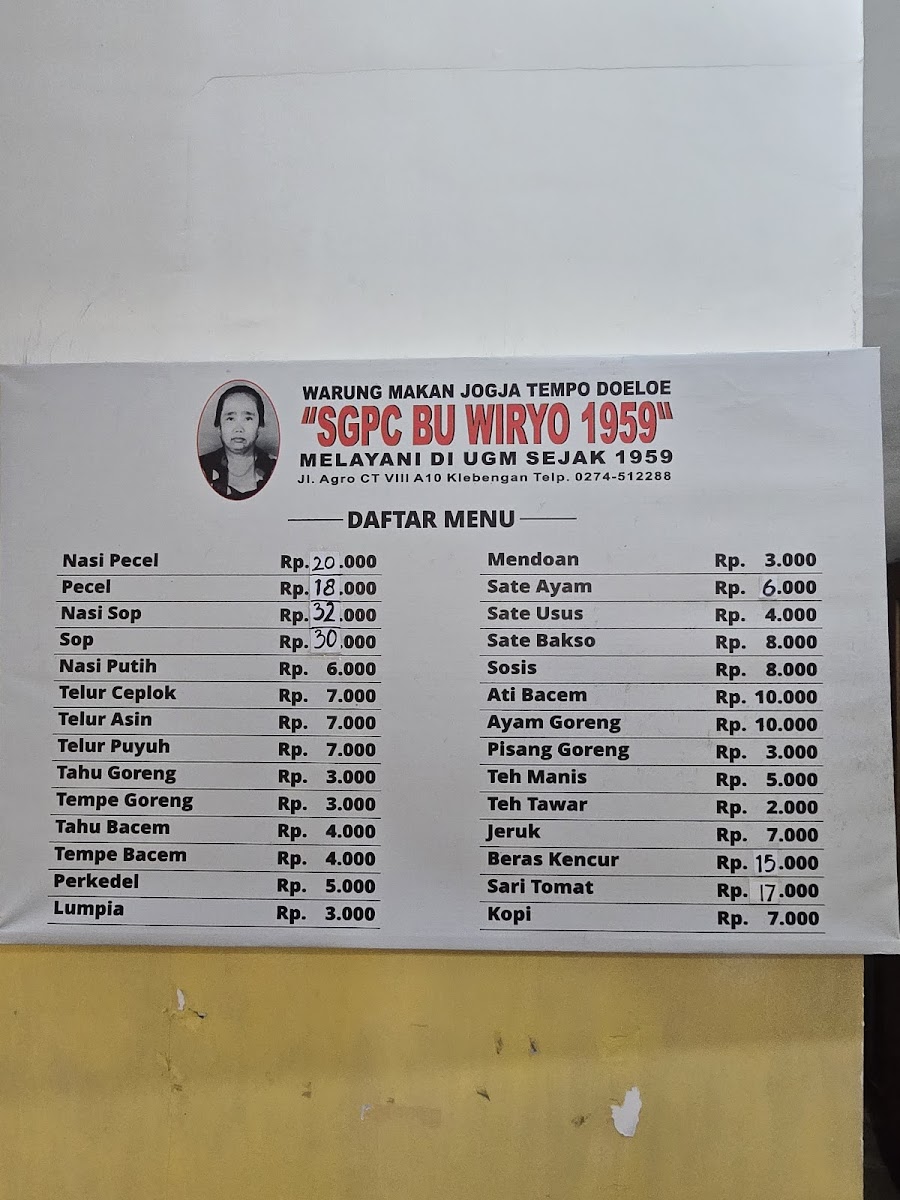 WARUNG MAKAN JOGJA TEMPO DOELOE
"SGPC BU WIRYO 1959"
MELAYANI DI UGM SEJAK 1959
Jl. Agro CT VIII A10 Klebengan Telp. 0274-512288
DAFTAR MENU
Nasi Pecel Rp. 20.000
Pecel Rp. 18.000
Nasi Sop Rp. 32.000
Sop Rp. 30.000
Nasi Putih Rp. 6.000
Telur Ceplok Rp. 7.000
Telur Asin Rp. 7.000
Telur Puyuh Rp. 7.000
Tahu Goreng Rp. 3.000
Tempe Goreng Rp. 3.000
Tahu Bacem Rp. 4.000
Tempe Bacem Rp. 4.000
Perkedel Rp. 5.000
Lumpia Rp. 3.000
Mendoan Rp. 3.000
Sate Ayam Rp. 6.000
Sate Usus Rp. 4.000
Sate Bakso Rp. 8.000
Sosis Rp. 8.000
Ati Bacem Rp. 10.000
Ayam Goreng Rp. 10.000
Pisang Goreng Rp. 3.000
Teh Manis Rp. 5.000
Teh Tawar Rp. 2.000
Jeruk Rp. 7.000
Beras Kencur Rp. 15.000
Sari Tomat Rp. 17.000
Kopi Rp. 7.000